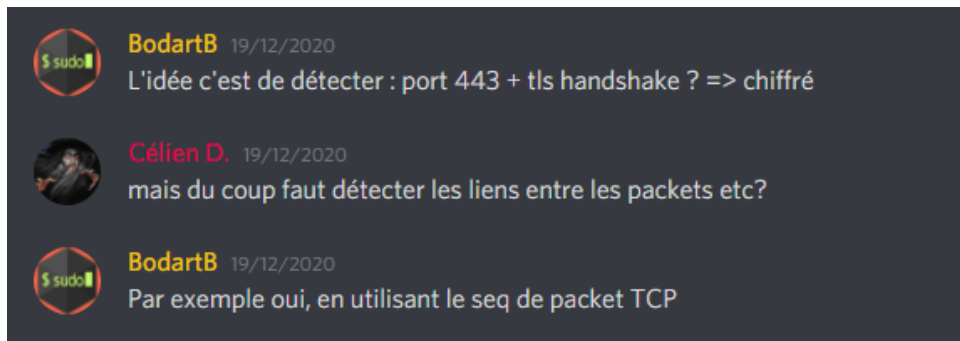 $ sudo
BodartB 19/12/2020
L'idée c'est de détecter : port 443 + tls handshake ? => chiffré
Célien D. 19/12/2020
mais du coup faut détecter les liens entre les packets etc?
$ sudo
BodartB 19/12/2020
Par exemple oui, en utilisant le seq de packet TCP